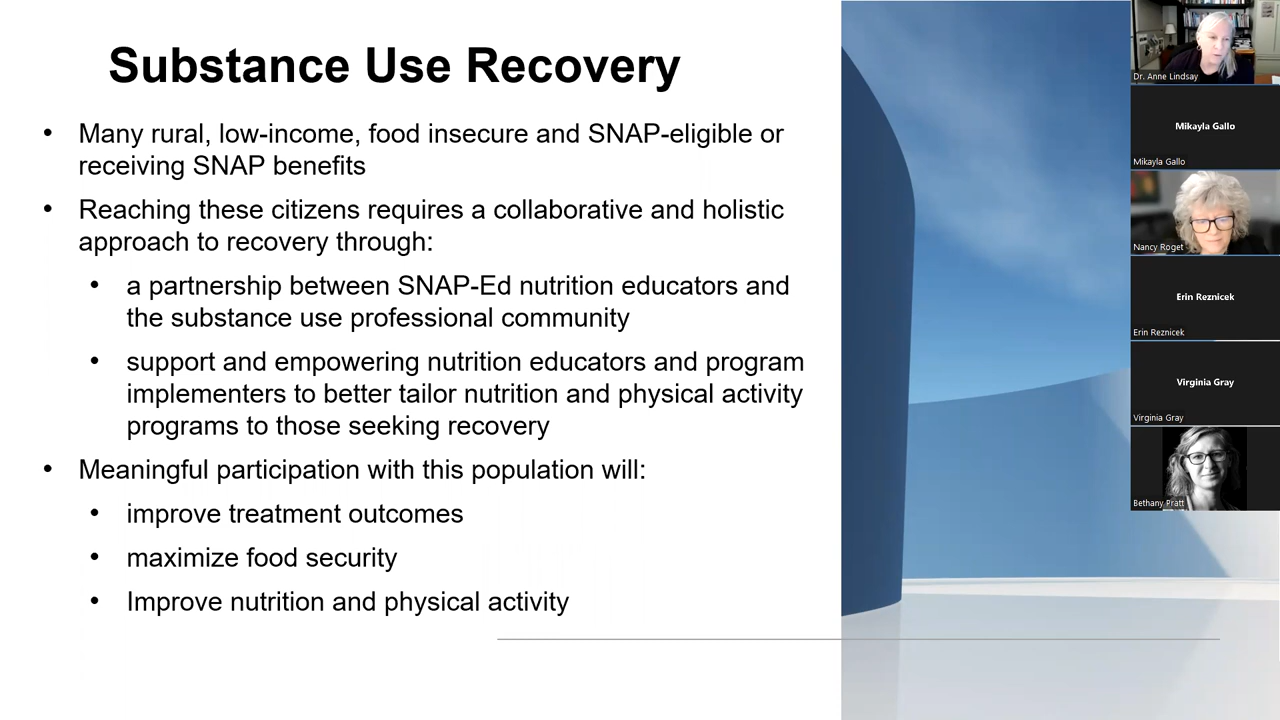 Substance Use Recovery
• Many rural, low-income, food insecure and SNAP-eligible or
receiving SNAP benefits
• Reaching these citizens requires a collaborative and holistic
approach to recovery through:
• a partnership between SNAP-Ed nutrition educators and
the substance use professional community
• support and empowering nutrition educators and program
implementers to better tailor nutrition and physical activity
programs to those seeking recovery
• Meaningful participation with this population will:
• improve treatment outcomes
• maximize food security
• Improve nutrition and physical activity
Dr. Anne Lindsay
Mikayla Gallo
Mikayla Gallo
Nancy Roget
Erin Reznicek
Erin Reznicek
Virginia Gray
Virginia Gray
Bethany Pratt